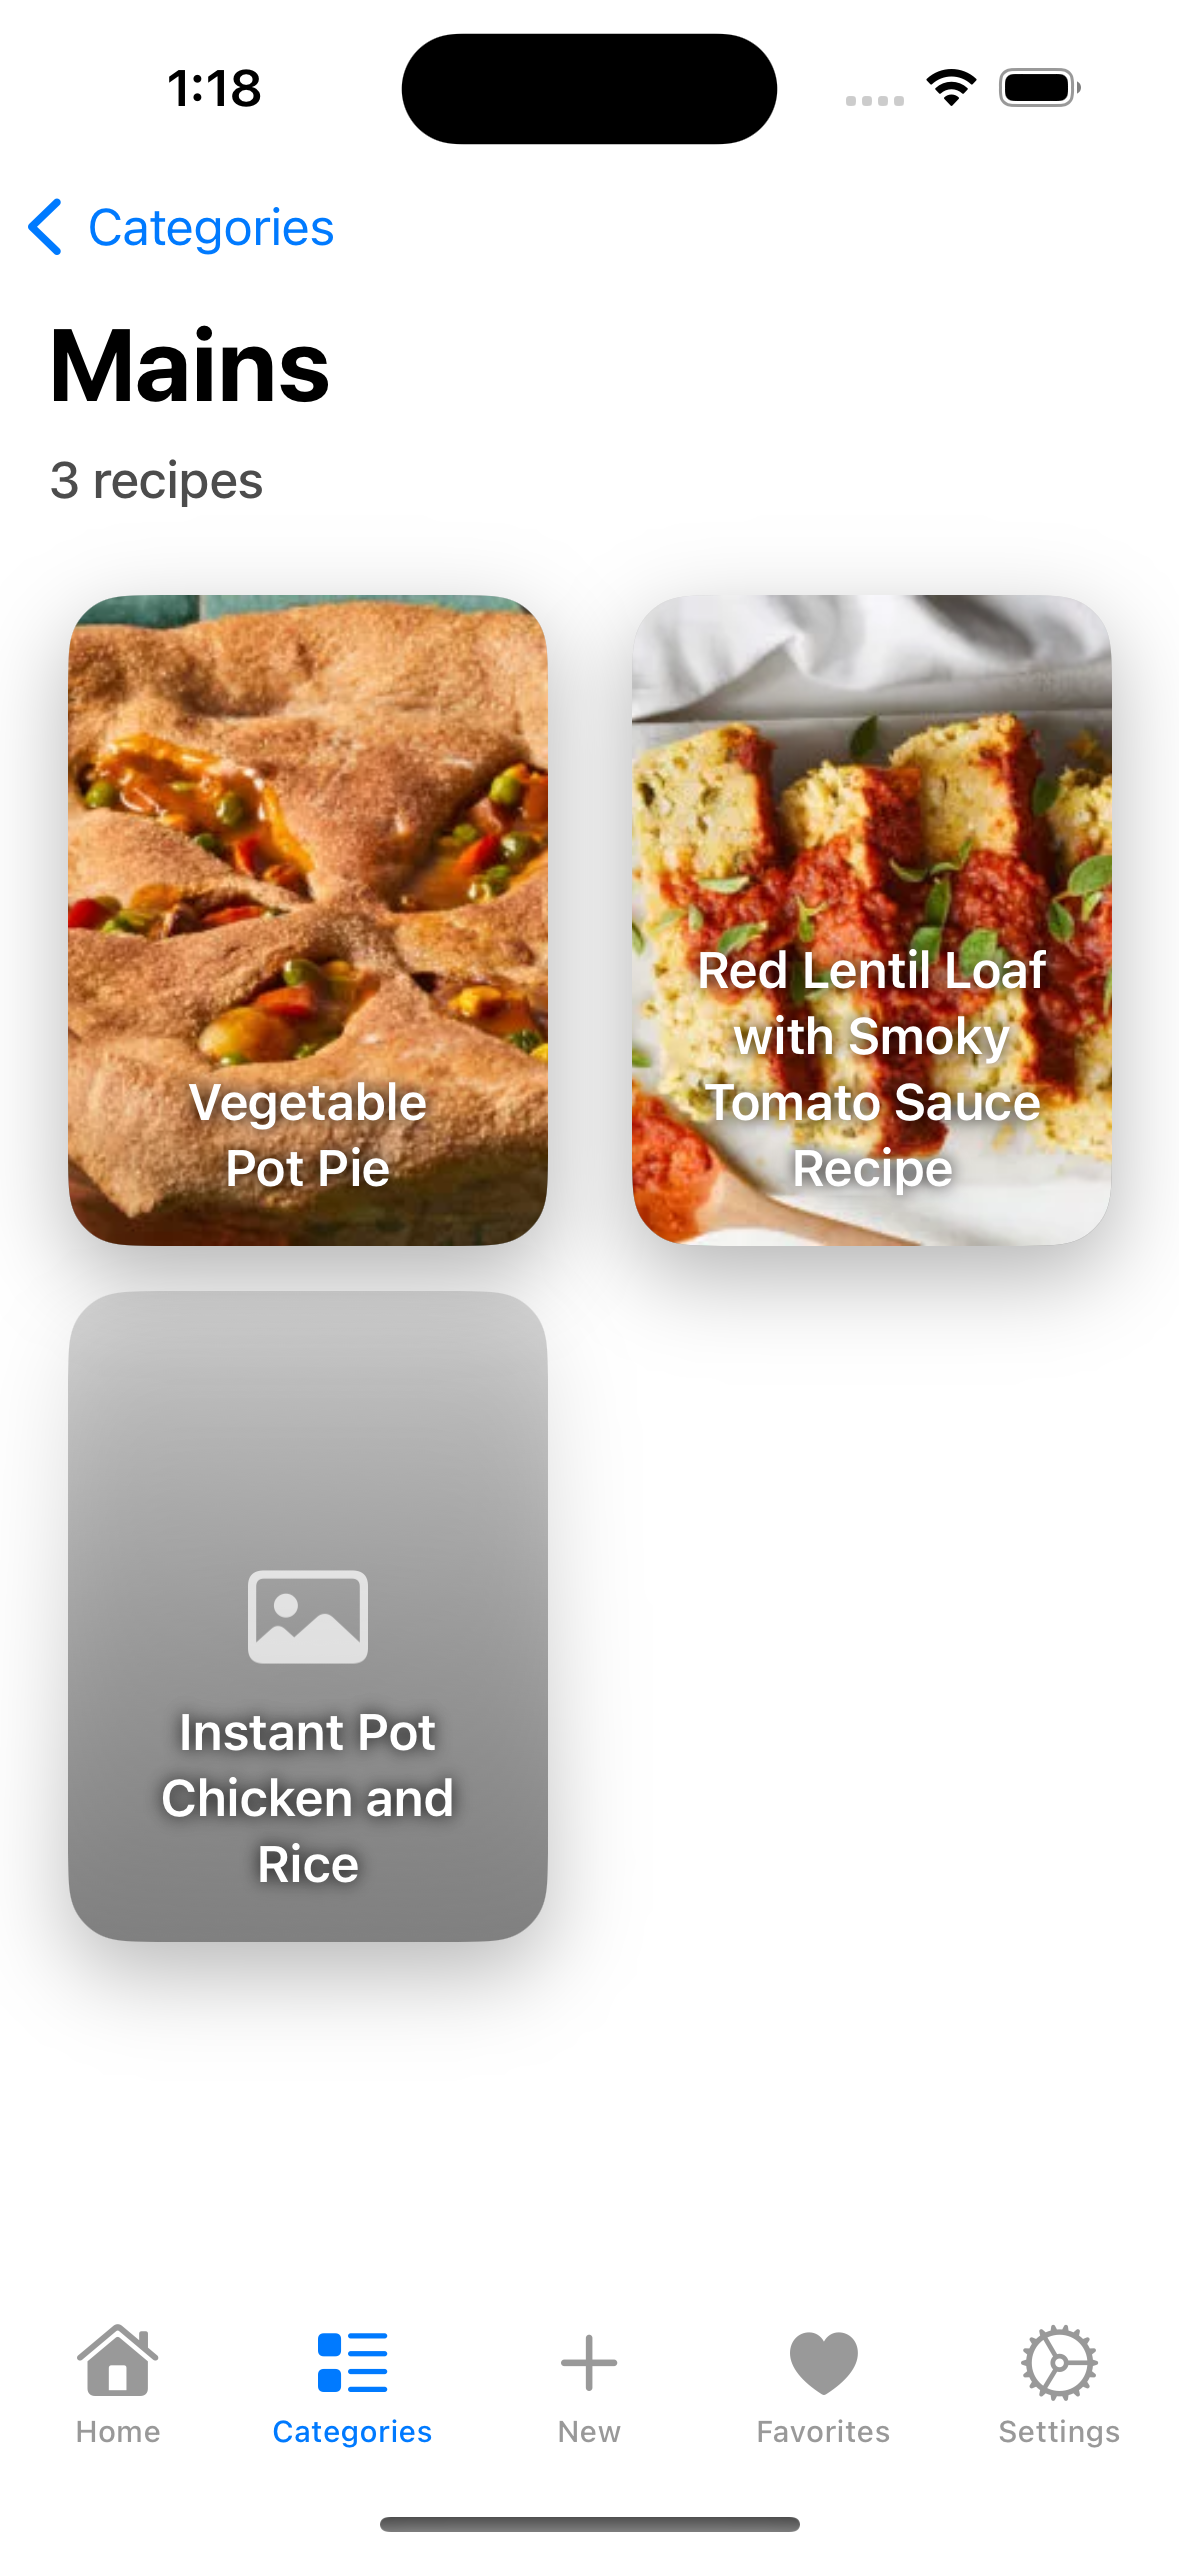 1:18
Categories
Mains
3 recipes
Vegetable
Pot Pie
Red Lentil Loaf
with Smoky
Tomato Sauce
Recipe
Instant Pot
Chicken and
Rice
Home
Categories
New
Favorites
Settings